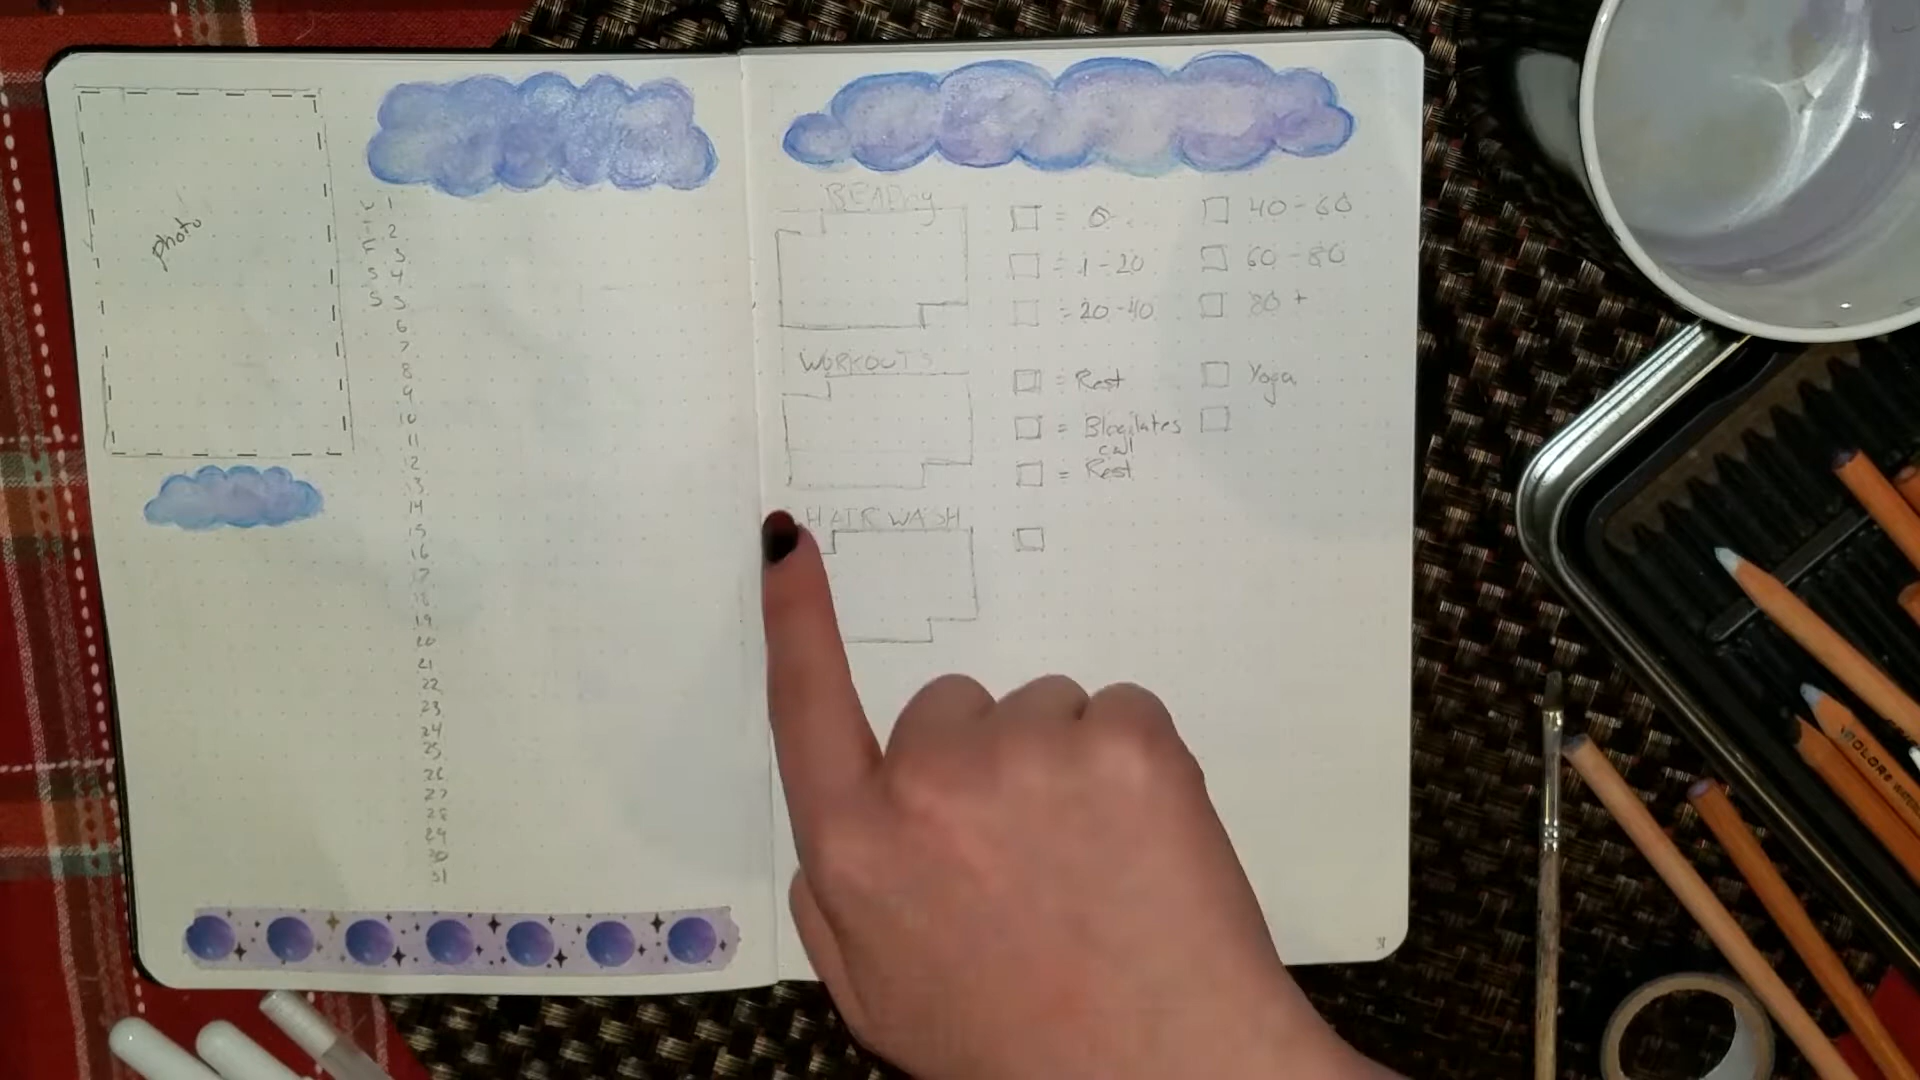 photo
1
2
F 3
S 4
S 5
6
7
8
9
10
11
12
13
14
15
16
17
18
19
20
21
22
23
24
25
26
27
28
29
30
31
READING
= 0
40-60
= 1-20
60-80
= 20-40
80+
WORKOUTS
= Rest
Yoga
= Blogilates
cal
= Rest
HAIR WASH
31